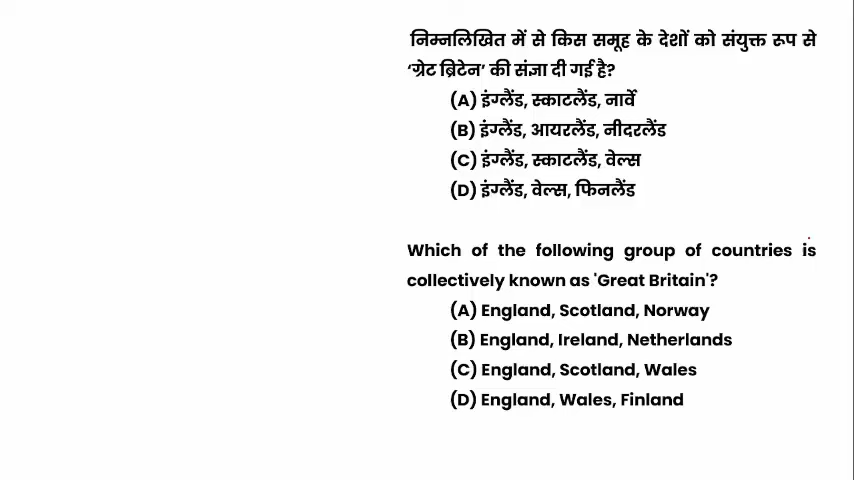 निम्नलिखित में से किस समूह के देशों को संयुक्त रूप से
‘ग्रेट ब्रिटेन’ की संज्ञा दी गई है?
(A) इंग्लैंड, स्काटलैंड, नार्वे
(B) इंग्लैंड, आयरलैंड, नीदरलैंड
(C) इंग्लैंड, स्काटलैंड, वेल्स
(D) इंग्लैंड, वेल्स, फिनलैंड
Which of the following group of countries is
collectively known as 'Great Britain'?
(A) England, Scotland, Norway
(B) England, Ireland, Netherlands
(C) England, Scotland, Wales
(D) England, Wales, Finland